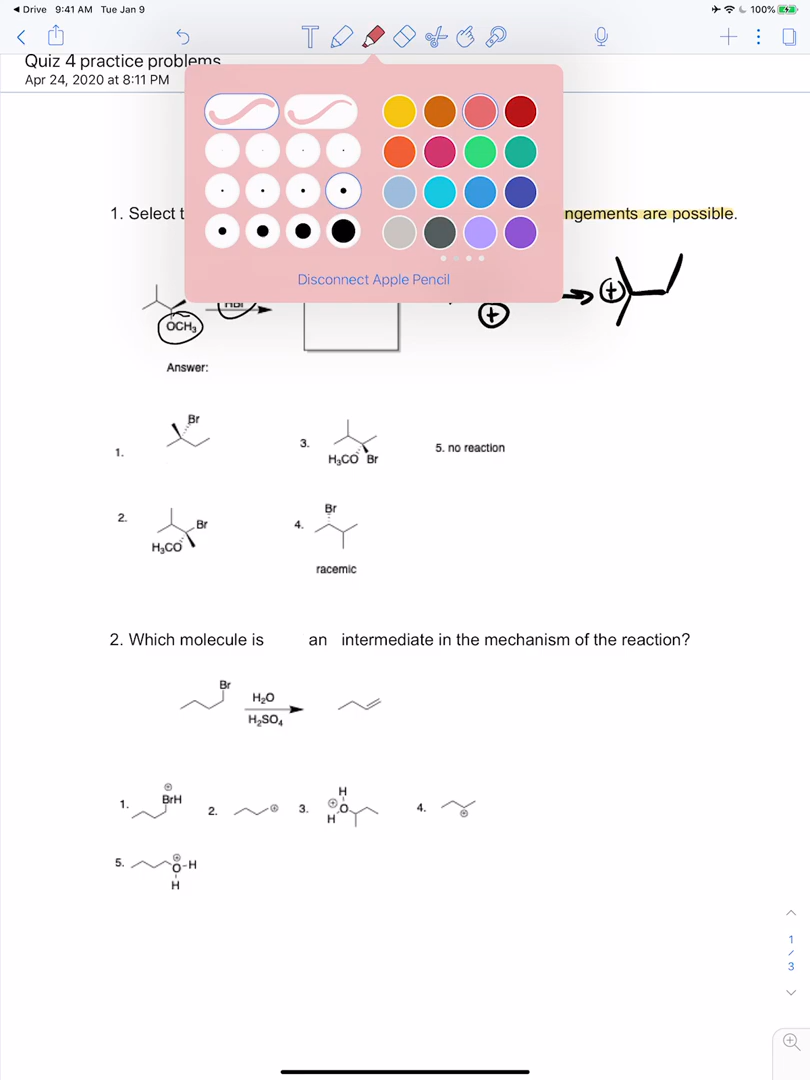 Drive 9:41 AM Tue Jan 9
100%
T
Quiz 4 practice problems
Apr 24, 2020 at 8:11 PM
1. Select t
ngements are possible.
Disconnect Apple Pencil
HBr
OCH3
+
+
Answer:
1.
Br
3.
H3CO Br
5. no reaction
2.
Br
H3CO
4.
Br
racemic
2. Which molecule is an intermediate in the mechanism of the reaction?
Br
H2O
H2SO4
1.
BrH
2.
3.
H
O
H
4.
5.
O-H
H
1
/
3